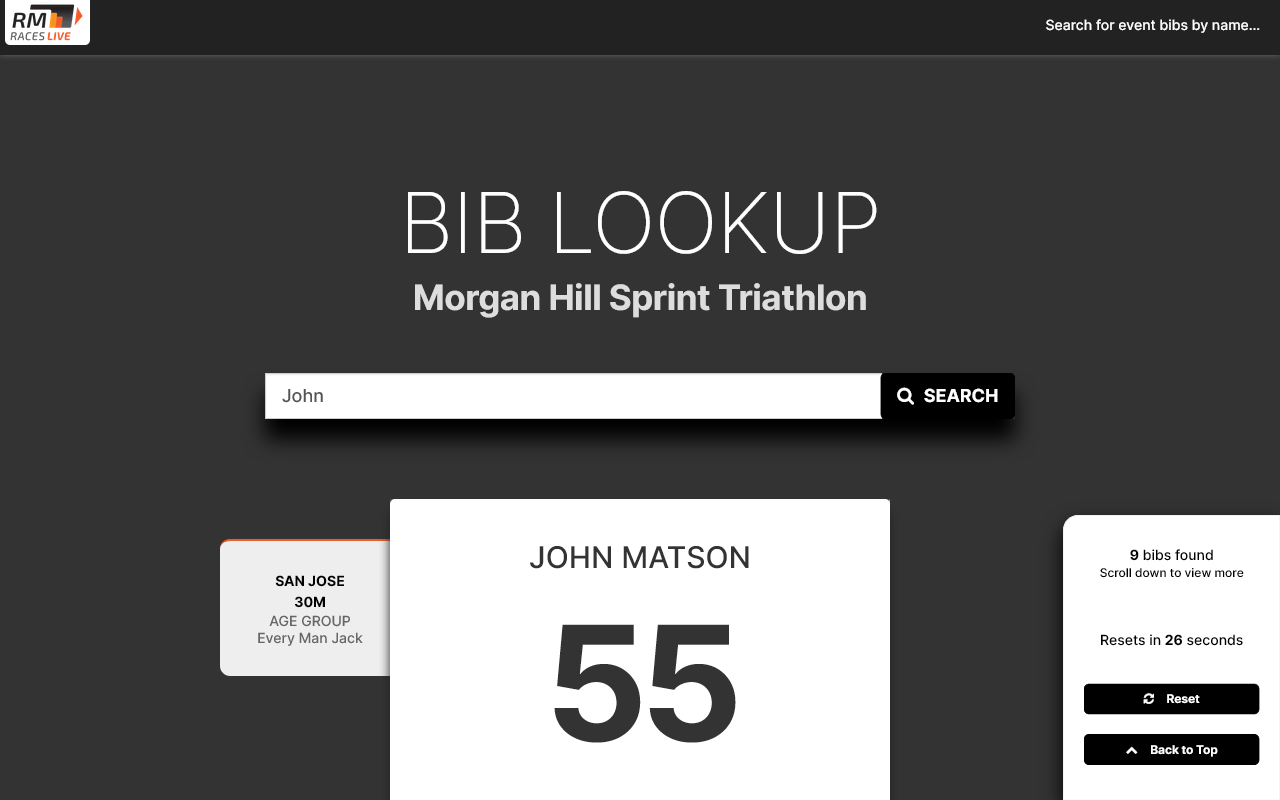 RM
RACES LIVE
Search for event bibs by name...
BIB LOOKUP
Morgan Hill Sprint Triathlon
John
SEARCH
SAN JOSE
30M
AGE GROUP
Every Man Jack
JOHN MATSON
55
9 bibs found
Scroll down to view more
Resets in 26 seconds
Reset
Back to Top